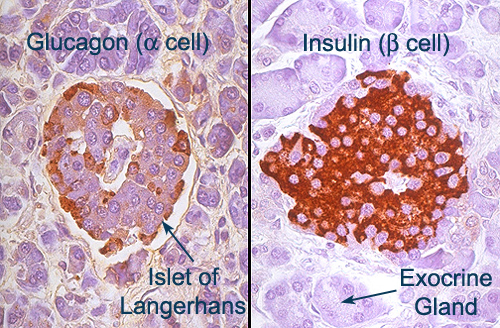 Glucagon (α cell)
Insulin (β cell)
Islet of
Langerhans
Exocrine
Gland